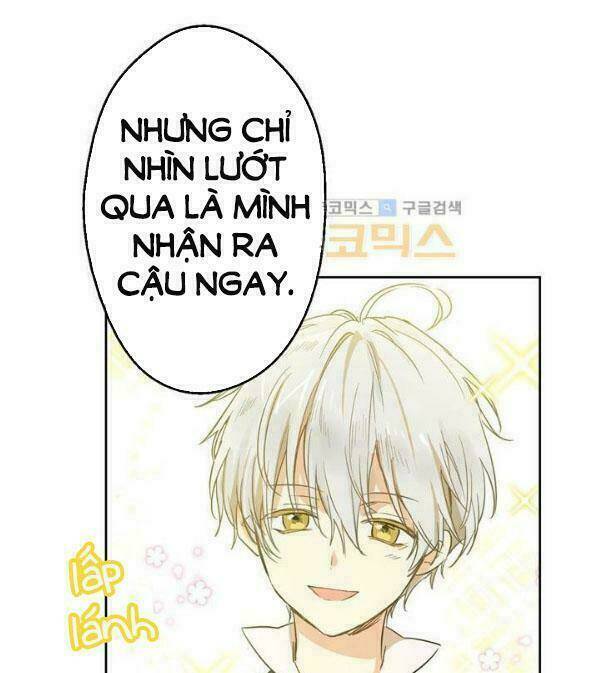 NHƯNG CHỈ
NHÌN LƯỚT
QUA LÀ MÌNH
NHẬN RA
CẬU NGAY.
코믹스 구글검색
코믹스
lấp
lánh